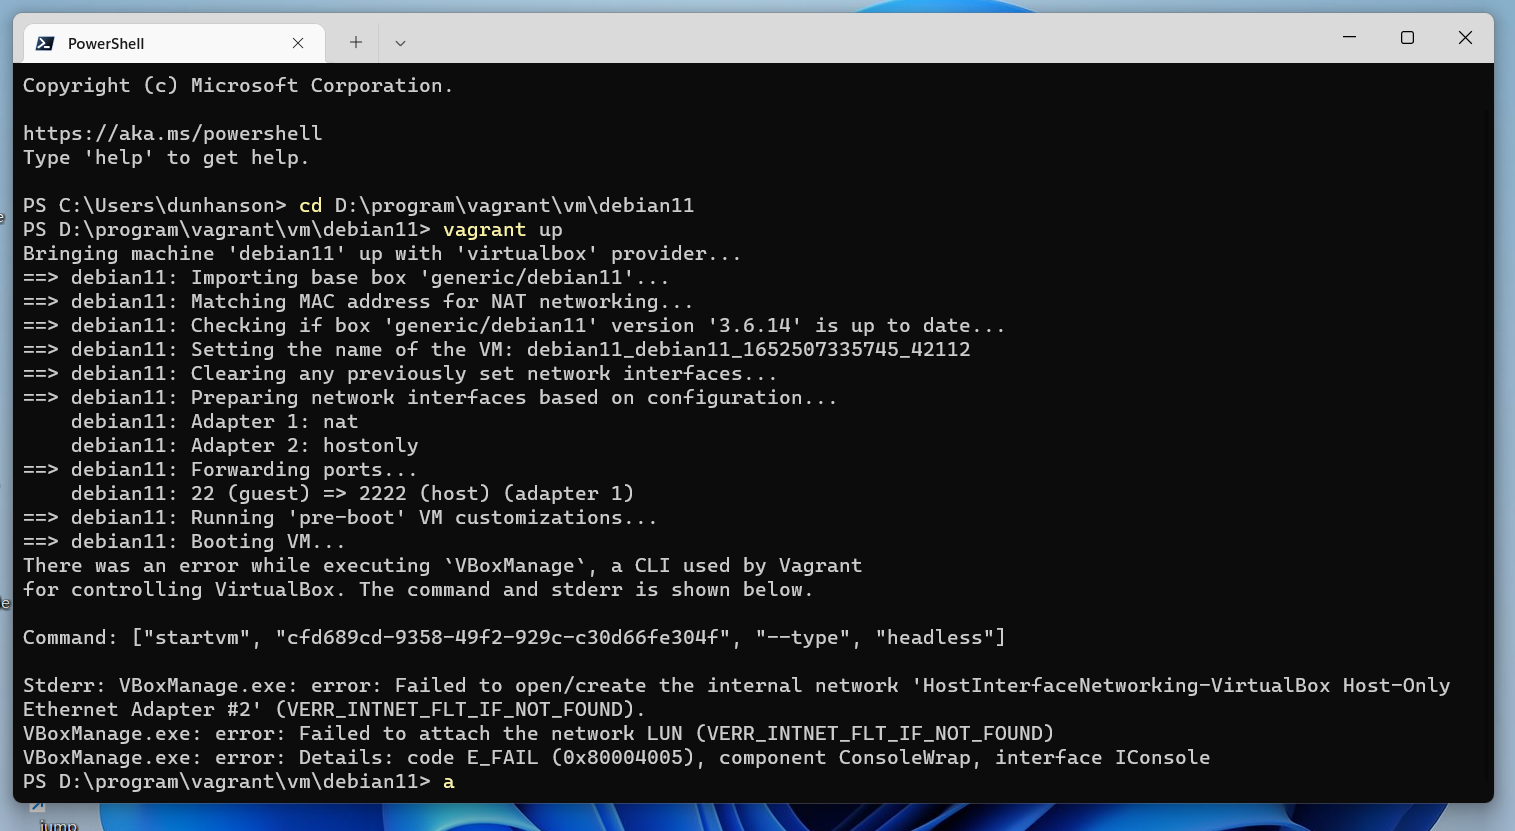 PowerShell
Copyright (c) Microsoft Corporation.
https://aka.ms/powershell
Type 'help' to get help.
PS C:\Users\dunhanson> cd D:\program\vagrant\vm\debian11
PS D:\program\vagrant\vm\debian11> vagrant up
Bringing machine 'debian11' up with 'virtualbox' provider...
==> debian11: Importing base box 'generic/debian11'...
==> debian11: Matching MAC address for NAT networking...
==> debian11: Checking if box 'generic/debian11' version '3.6.14' is up to date...
==> debian11: Setting the name of the VM: debian11_debian11_1652507335745_42112
==> debian11: Clearing any previously set network interfaces...
==> debian11: Preparing network interfaces based on configuration...
    debian11: Adapter 1: nat
    debian11: Adapter 2: hostonly
==> debian11: Forwarding ports...
    debian11: 22 (guest) => 2222 (host) (adapter 1)
==> debian11: Running 'pre-boot' VM customizations...
==> debian11: Booting VM...
There was an error while executing `VBoxManage`, a CLI used by Vagrant
for controlling VirtualBox. The command and stderr is shown below.
Command: ["startvm", "cfd689cd-9358-49f2-929c-c30d66fe304f", "--type", "headless"]
Stderr: VBoxManage.exe: error: Failed to open/create the internal network 'HostInterfaceNetworking-VirtualBox Host-Only
Ethernet Adapter #2' (VERR_INTNET_FLT_IF_NOT_FOUND).
VBoxManage.exe: error: Failed to attach the network LUN (VERR_INTNET_FLT_IF_NOT_FOUND)
VBoxManage.exe: error: Details: code E_FAIL (0x80004005), component ConsoleWrap, interface IConsole
PS D:\program\vagrant\vm\debian11> a
jump